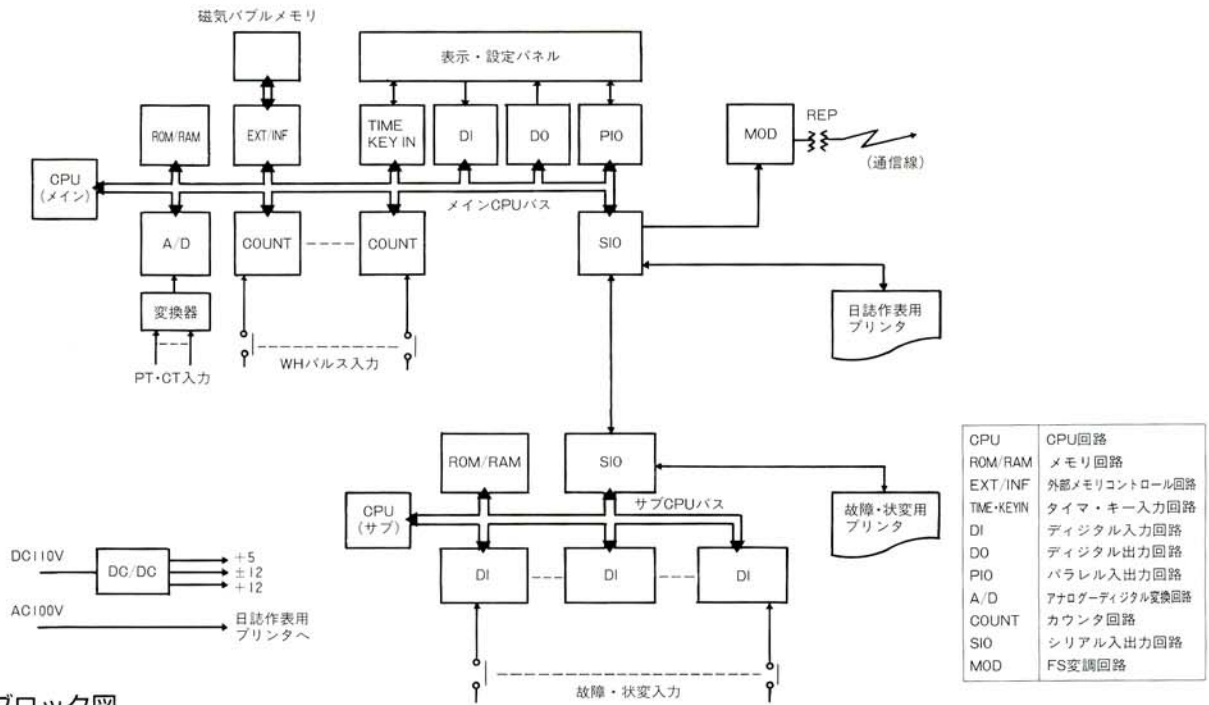 磁気バブルメモリ
表示・設定パネル
ROM/RAM
EXT/INF
TIME
KEY IN
DI
DO
PIO
MOD
REP
(通信線)
CPU
(メイン)
メインCPUバス
A/D
COUNT
COUNT
SIO
変換器
日誌作表用
プリンタ
WHパルス入力
PT・CT入力
ROM/RAM
SIO
サブCPUバス
CPU
(サブ)
故障・状変用
プリンタ
DI
DI
DI
故障・状変入力
DC110V
DC/DC
+5
±12
+12
AC100V
日誌作表用
プリンタへ
CPU CPU回路
ROM/RAM メモリ回路
EXT/INF 外部メモリコントロール回路
TIME・KEYIN タイマ・キー入力回路
DI ディジタル入力回路
DO ディジタル出力回路
PIO パラレル入出力回路
A/D アナログーディジタル変換回路
COUNT カウンタ回路
SIO シリアル入出力回路
MOD FS変調回路
ブロック図